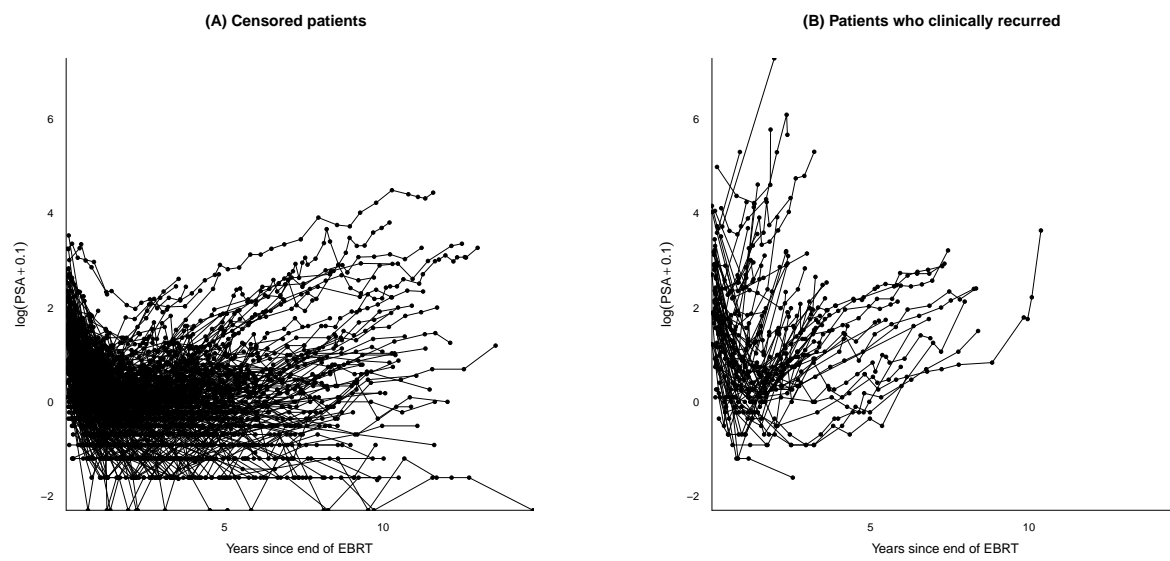 (A) Censored patients
6
4
2
0
−2
log(PSA + 0.1)
5
10
Years since end of EBRT
(B) Patients who clinically recurred
6
4
2
0
−2
log(PSA + 0.1)
5
10
Years since end of EBRT